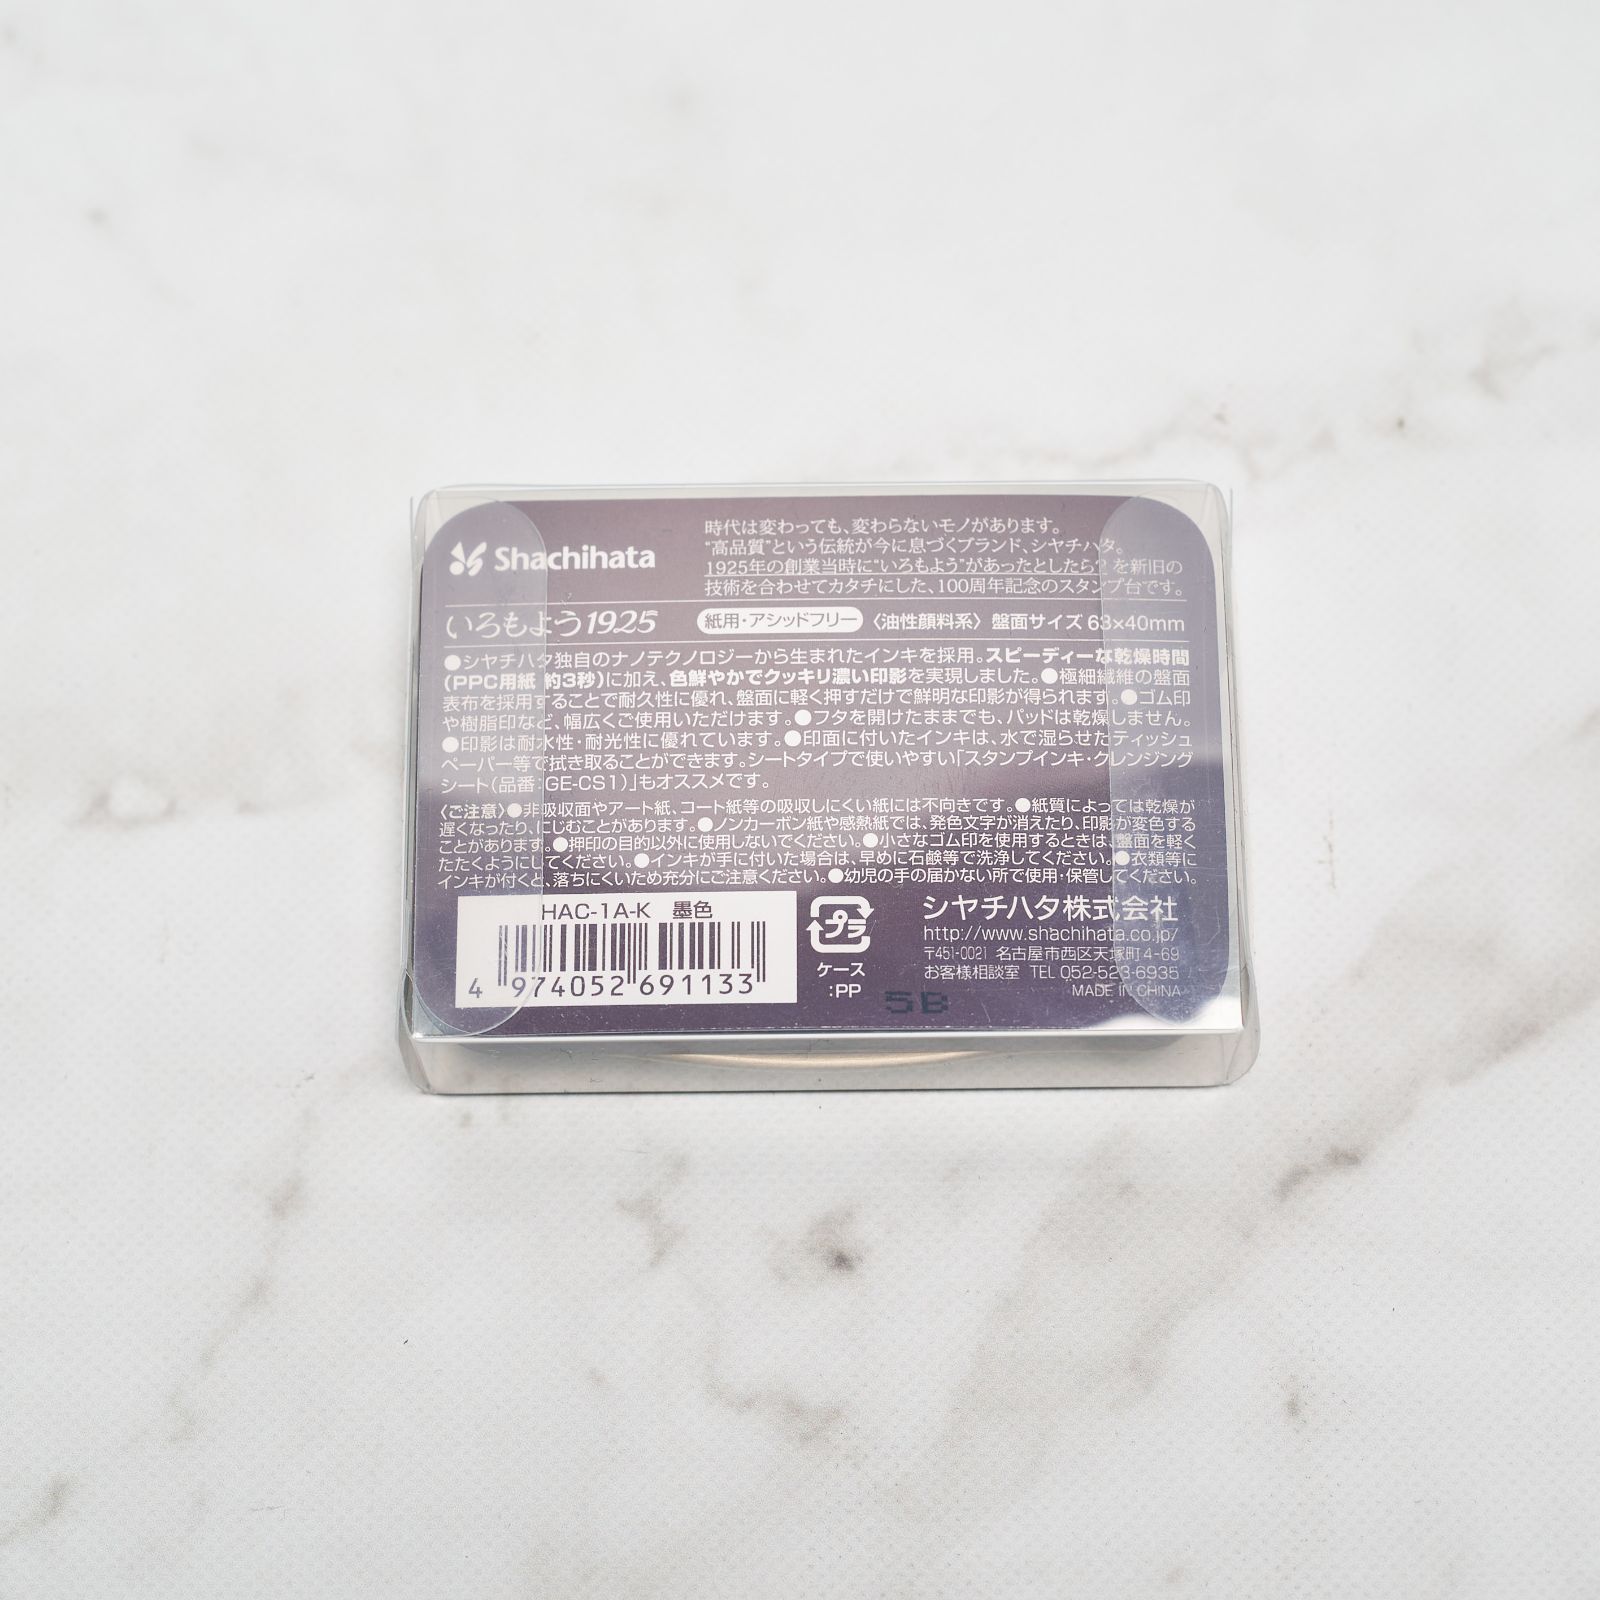 Shachihata
時代は変わっても、変わらないモノがあります。
“高品質”という伝統が今に息づくブランド、シヤチハタ。
1925年の創業当時に“いろもよう”があったとしたら？を新旧の
技術を合わせてカタチにした、100周年記念のスタンプ台です。
いろもよう1925 紙用・アシッドフリー 〈油性顔料系〉 盤面サイズ 63×40mm
●シヤチハタ独自のナノテクノロジーから生まれたインキを採用。スピーディーな乾燥時間
(PPC用紙 約3秒)に加え、色鮮やかでクッキリ濃い印影を実現しました。●極細繊維の盤面
表布を採用することで耐久性に優れ、盤面に軽く押すだけで鮮明な印影が得られます。●ゴム印
や樹脂印など、幅広くご使用いただけます。●フタを開けたままでも、パッドは乾燥しません。
●印影は耐水性・耐光性に優れています。●印面に付いたインキは、水で湿らせたティッシュ
ペーパー等で拭き取ることができます。シートタイプで使いやすい「スタンプインキ・クレンジング
シート(品番:GE-CS1)」もオススメです。
〈ご注意〉●非吸収面やアート紙、コート紙等の吸収しにくい紙には不向きです。●紙質によっては乾燥が
遅くなったり、にじむことがあります。●ノンカーボン紙や感熱紙では、発色文字が消えたり、印影が変色する
ことがあります。●押印の目的以外に使用しないでください。●小さなゴム印を使用するときは、盤面を軽く
たたくようにしてください。●インキが手に付いた場合は、早めに石鹸等で洗浄してください。●衣類等に
インキが付くと、落ちにくいため充分にご注意ください。●幼児の手の届かない所で使用・保管してください。
HAC-1A-K 墨色
4 974052 691133
プラ
ケース
:PP
シヤチハタ株式会社
http://www.shachihata.co.jp/
〒451-0021 名古屋市西区天塚町4-69
お客様相談室 TEL 052-523-6935
MADE IN CHINA
5B